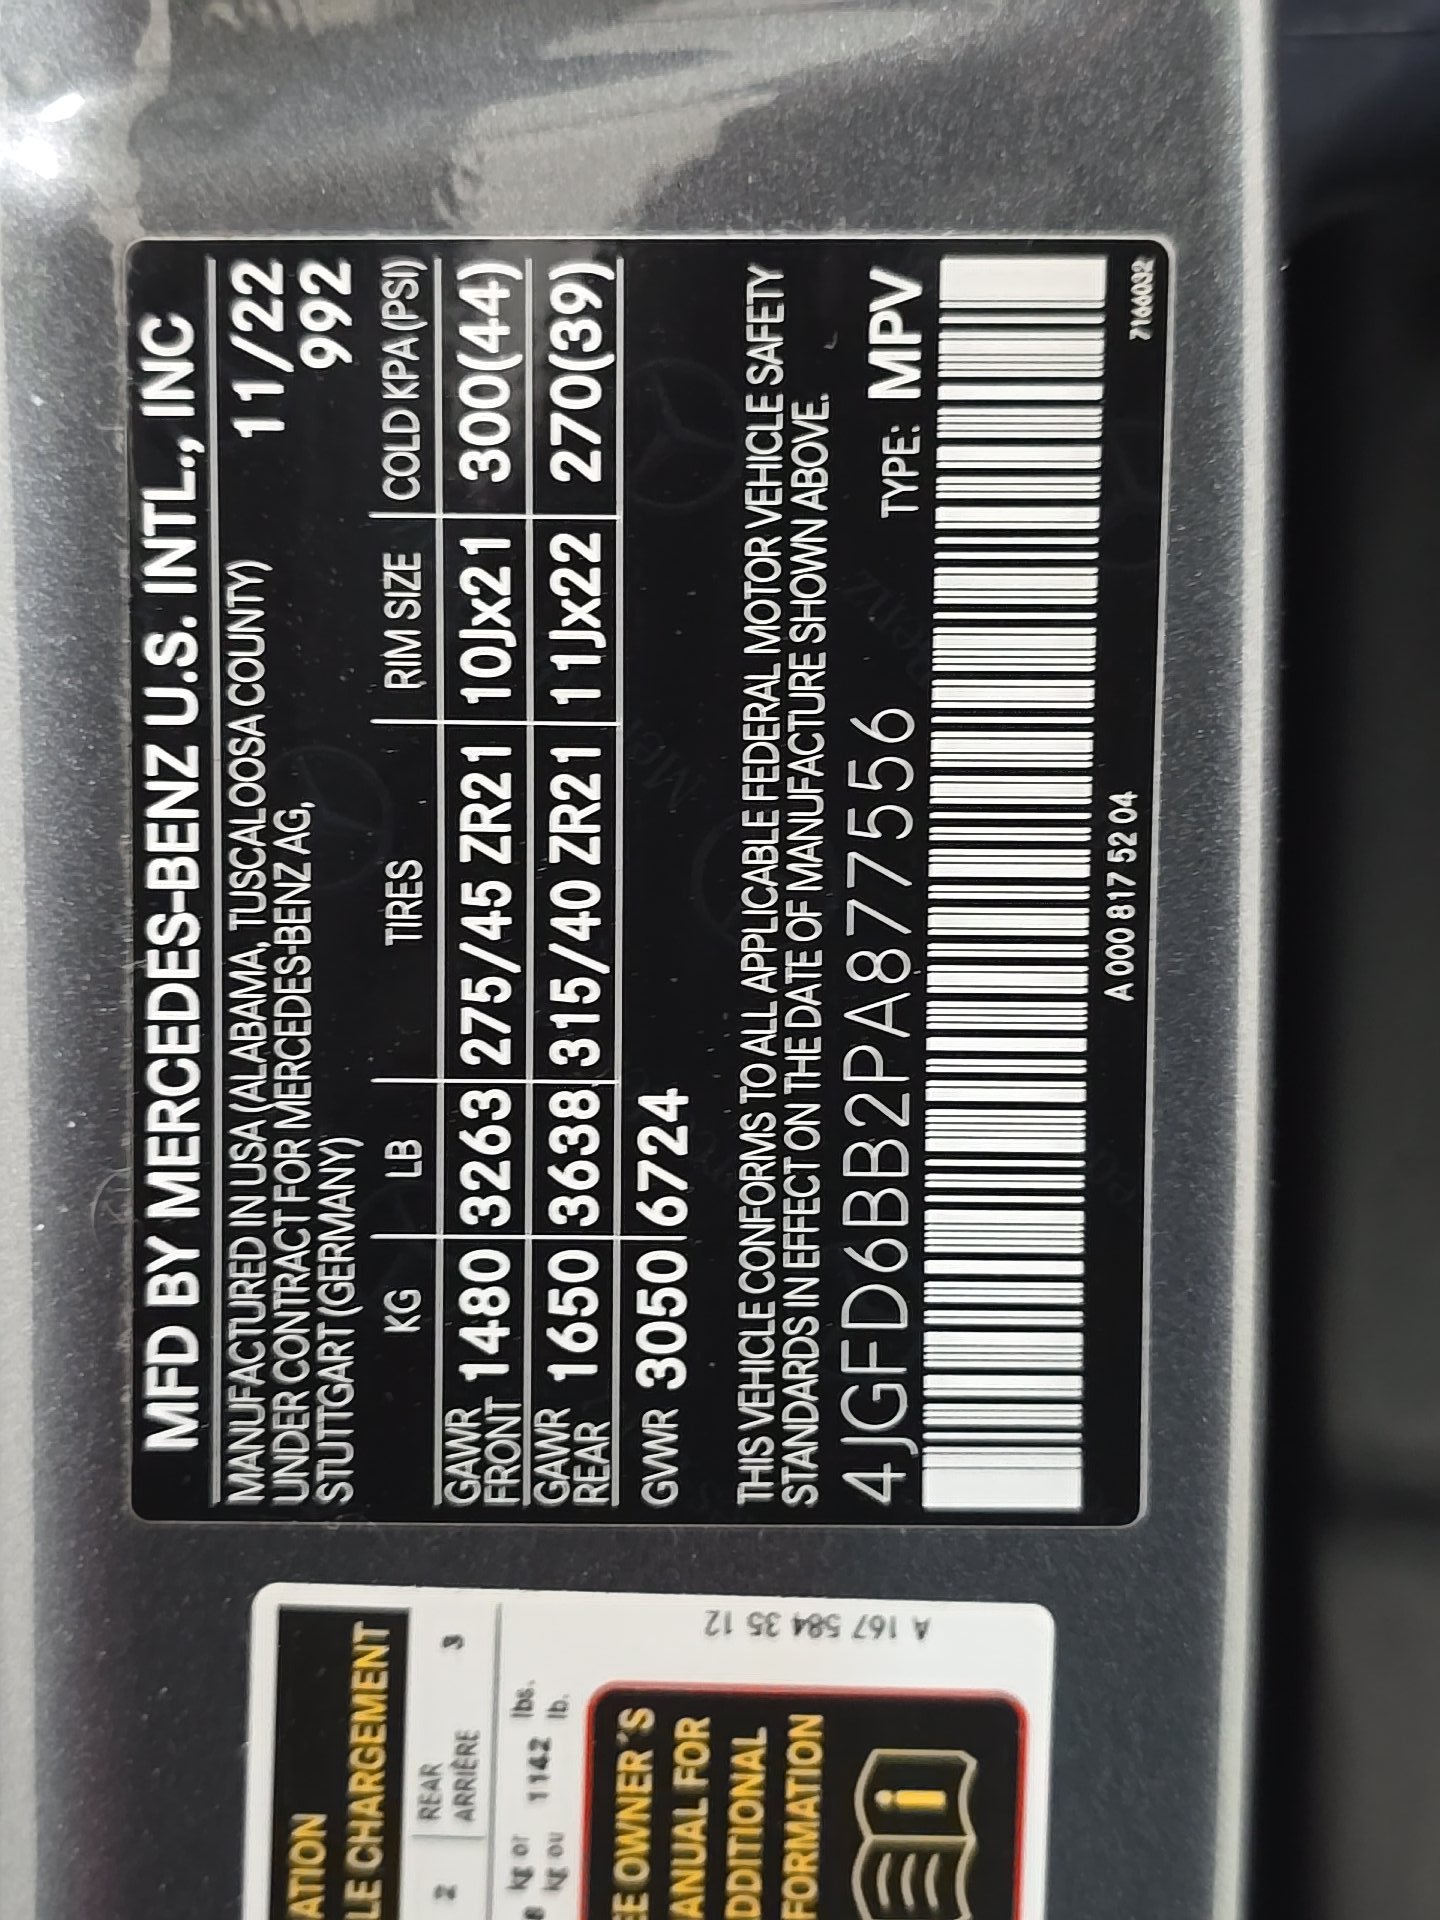 MFD BY MERCEDES-BENZ U.S. INTL., INC
MANUFACTURED IN USA (ALABAMA, TUSCALOOSA COUNTY) 11/22
UNDER CONTRACT FOR MERCEDES-BENZ AG, 992
STUTTGART (GERMANY)
KG LB TIRES RIM SIZE COLD KPA (PSI)
GAWR FRONT 1480 3263 275/45 ZR21 10Jx21 300(44)
GAWR REAR 1650 3638 315/40 ZR21 11Jx22 270(39)
GVWR 3050 6724
THIS VEHICLE CONFORMS TO ALL APPLICABLE FEDERAL MOTOR VEHICLE SAFETY
STANDARDS IN EFFECT ON THE DATE OF MANUFACTURE SHOWN ABOVE.
4JGFD6BB2PA877556 TYPE: MPV
A 000 817 52 04 7166032
ATION
LE CHARGEMENT
2 REAR 3
ARRIÈRE
kg or 1142 lbs.
8 kg ou lb.
EE OWNER'S
ANUAL FOR
DDITIONAL
FORMATION
i
A 167 584 35 12